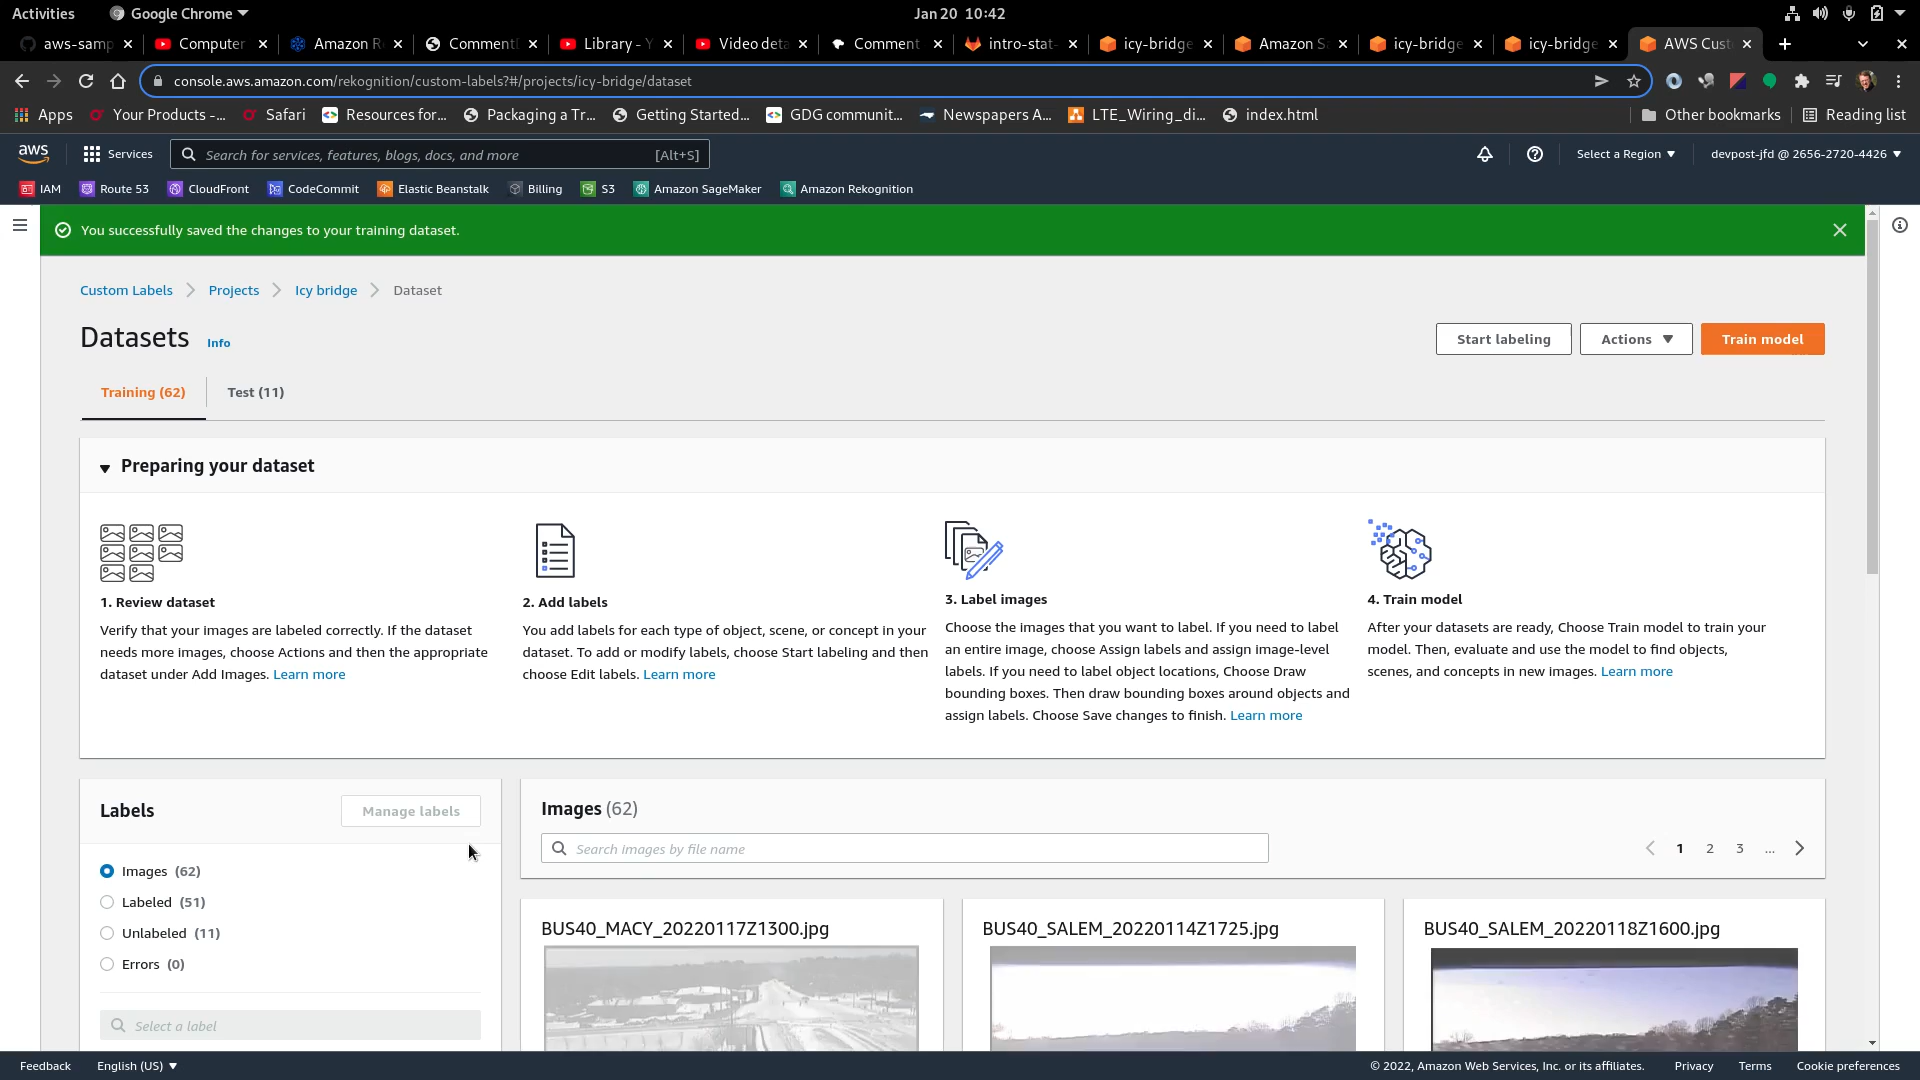 Activities
Google Chrome
Jan 20 10:42
aws-samp
Computer
Amazon R
Comment
Library - Y
Video deta
Comment
intro-stat-
icy-bridge
Amazon S
icy-bridge
icy-bridge
AWS Cust
console.aws.amazon.com/rekognition/custom-labels?#/projects/icy-bridge/dataset
Apps
Your Products -...
Safari
Resources for...
Packaging a Tr...
Getting Started...
GDG communit...
Newspapers A...
LTE_Wiring_di...
index.html
Other bookmarks
Reading list
aws
Services
Search for services, features, blogs, docs, and more
[Alt+S]
Select a Region
devpost-jfd @ 2656-2720-4426
IAM
Route 53
CloudFront
CodeCommit
Elastic Beanstalk
Billing
S3
Amazon SageMaker
Amazon Rekognition
You successfully saved the changes to your training dataset.
Custom Labels
Projects
Icy bridge
Dataset
Datasets
Info
Start labeling
Actions
Train model
Training (62)
Test (11)
Preparing your dataset
1. Review dataset
Verify that your images are labeled correctly. If the dataset
needs more images, choose Actions and then the appropriate
dataset under Add Images. Learn more
2. Add labels
You add labels for each type of object, scene, or concept in your
dataset. To add or modify labels, choose Start labeling and then
choose Edit labels. Learn more
3. Label images
Choose the images that you want to label. If you need to label
an entire image, choose Assign labels and assign image-level
labels. If you need to label object locations, Choose Draw
bounding boxes. Then draw bounding boxes around objects and
assign labels. Choose Save changes to finish. Learn more
4. Train model
After your datasets are ready, Choose Train model to train your
model. Then, evaluate and use the model to find objects,
scenes, and concepts in new images. Learn more
Labels
Manage labels
Images (62)
Labeled (51)
Unlabeled (11)
Errors (0)
Select a label
Images (62)
Search images by file name
1
2
3
...
BUS40_MACY_20220117Z1300.jpg
BUS40_SALEM_20220114Z1725.jpg
BUS40_SALEM_20220118Z1600.jpg
Feedback
English (US)
© 2022, Amazon Web Services, Inc. or its affiliates.
Privacy
Terms
Cookie preferences